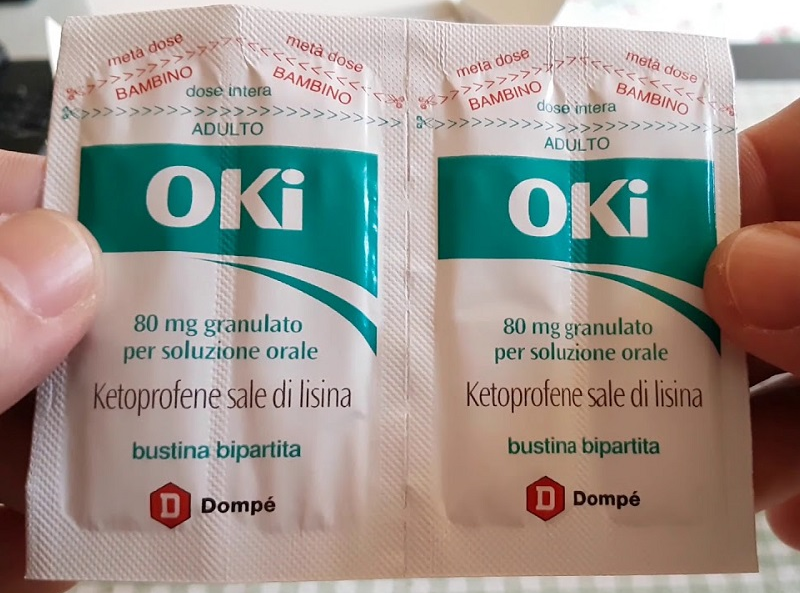 metà dose
metà dose
BAMBINO
BAMBINO
dose intera
ADULTO
OKi
80 mg granulato
per soluzione orale
Ketoprofene sale di lisina
bustina bipartita
D Dompé
metà dose
metà dose
BAMBINO
BAMBINO
dose intera
ADULTO
OKi
80 mg granulato
per soluzione orale
Ketoprofene sale di lisina
bustina bipartita
D Dompé